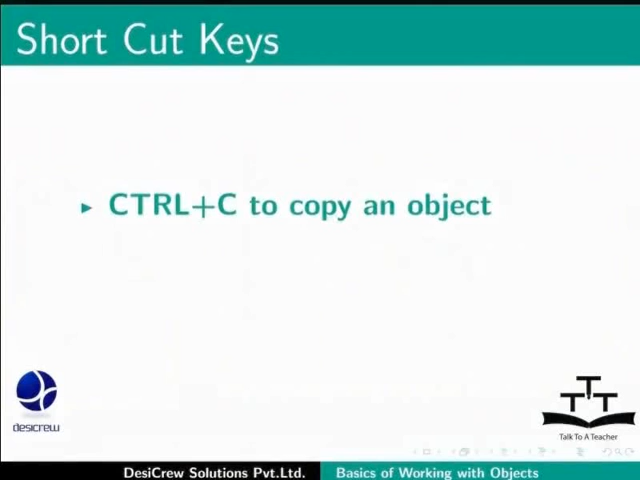 Short Cut Keys
CTRL+C to copy an object
desicrew
TTT
Talk To A Teacher
DesiCrew Solutions Pvt.Ltd. Basics of Working with Objects